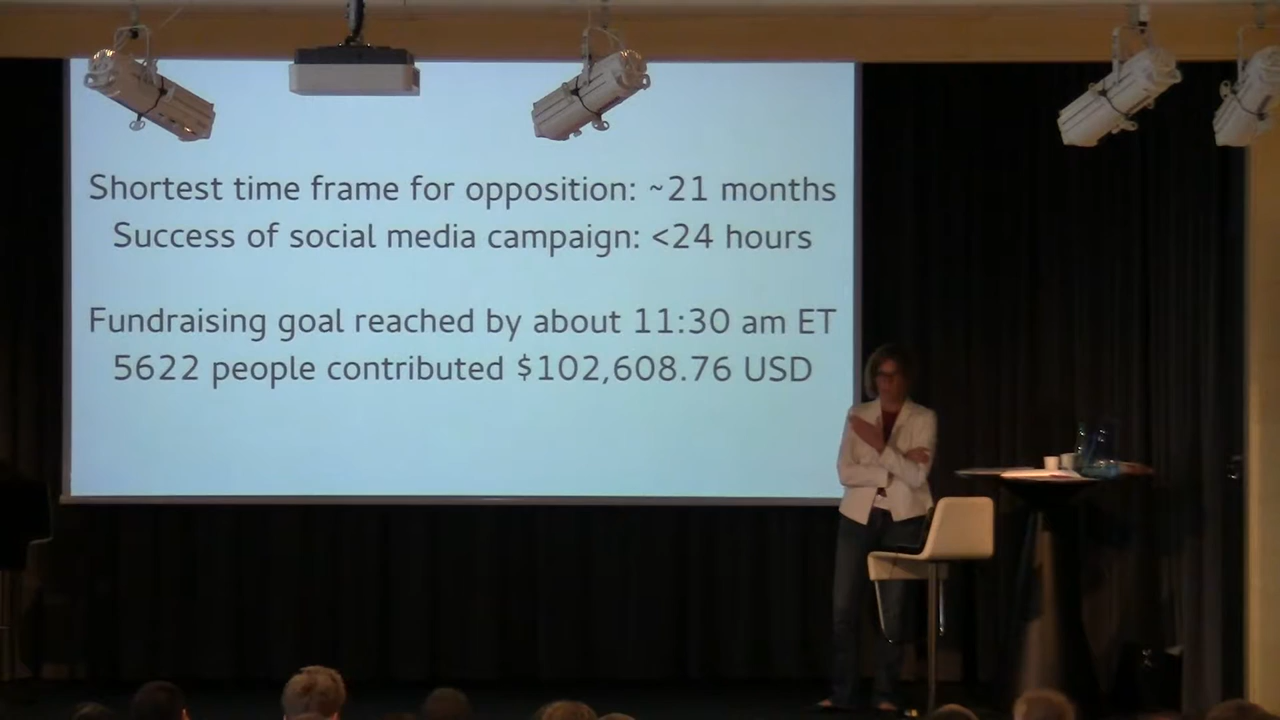 Shortest time frame for opposition: ~21 months
Success of social media campaign: <24 hours
Fundraising goal reached by about 11:30 am ET
5622 people contributed $102,608.76 USD